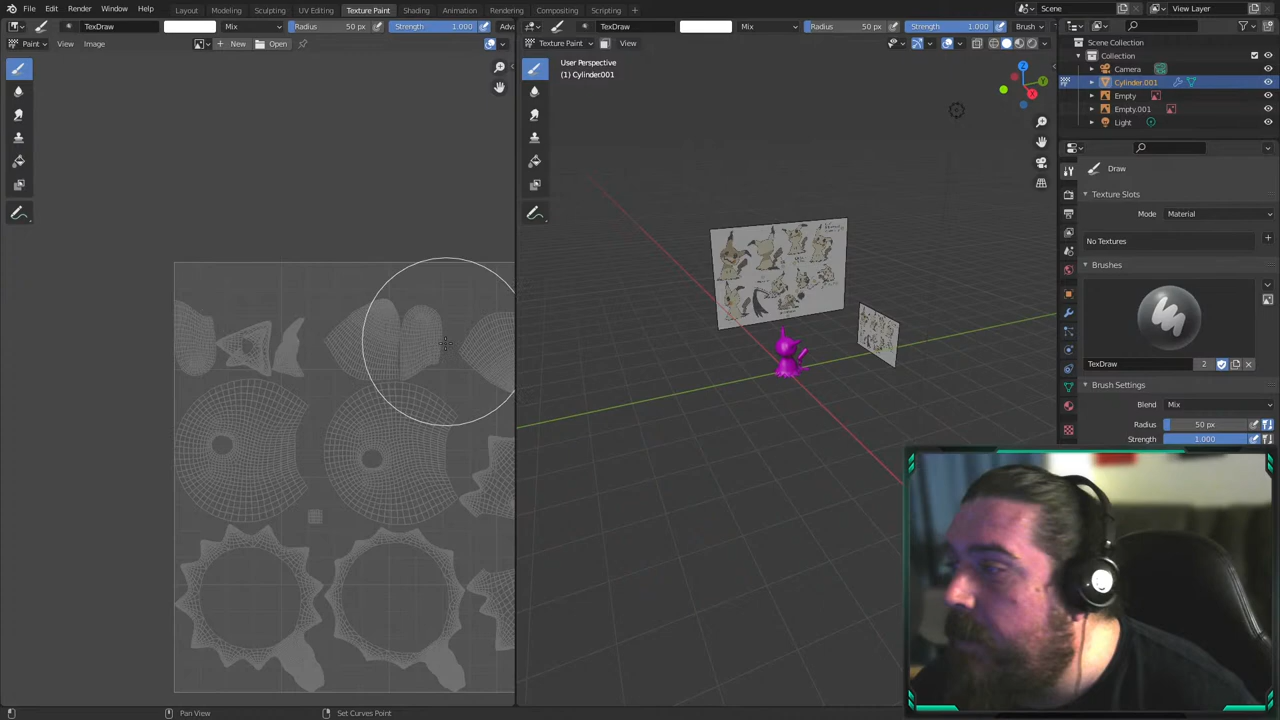 File Edit Render Window Help Layout Modeling Sculpting UV Editing Texture Paint Shading Animation Rendering Compositing Scripting + Scene View Layer
TexDraw Mix Radius 50 px Strength 1.000 Adv TexDraw Mix Radius 50 px Strength 1.000 Brush
Paint View Image + New Open Texture Paint View
Scene Collection
Collection
Camera
Cylinder.001
Empty
Empty.001
Light
User Perspective
(1) Cylinder001
Z
Y
X
Draw
Texture Slots
Mode Material
No Textures
Brushes
TexDraw 2
Brush Settings
Blend Mix
Radius 50 px
Strength 1.000
Pan View Set Curves Point